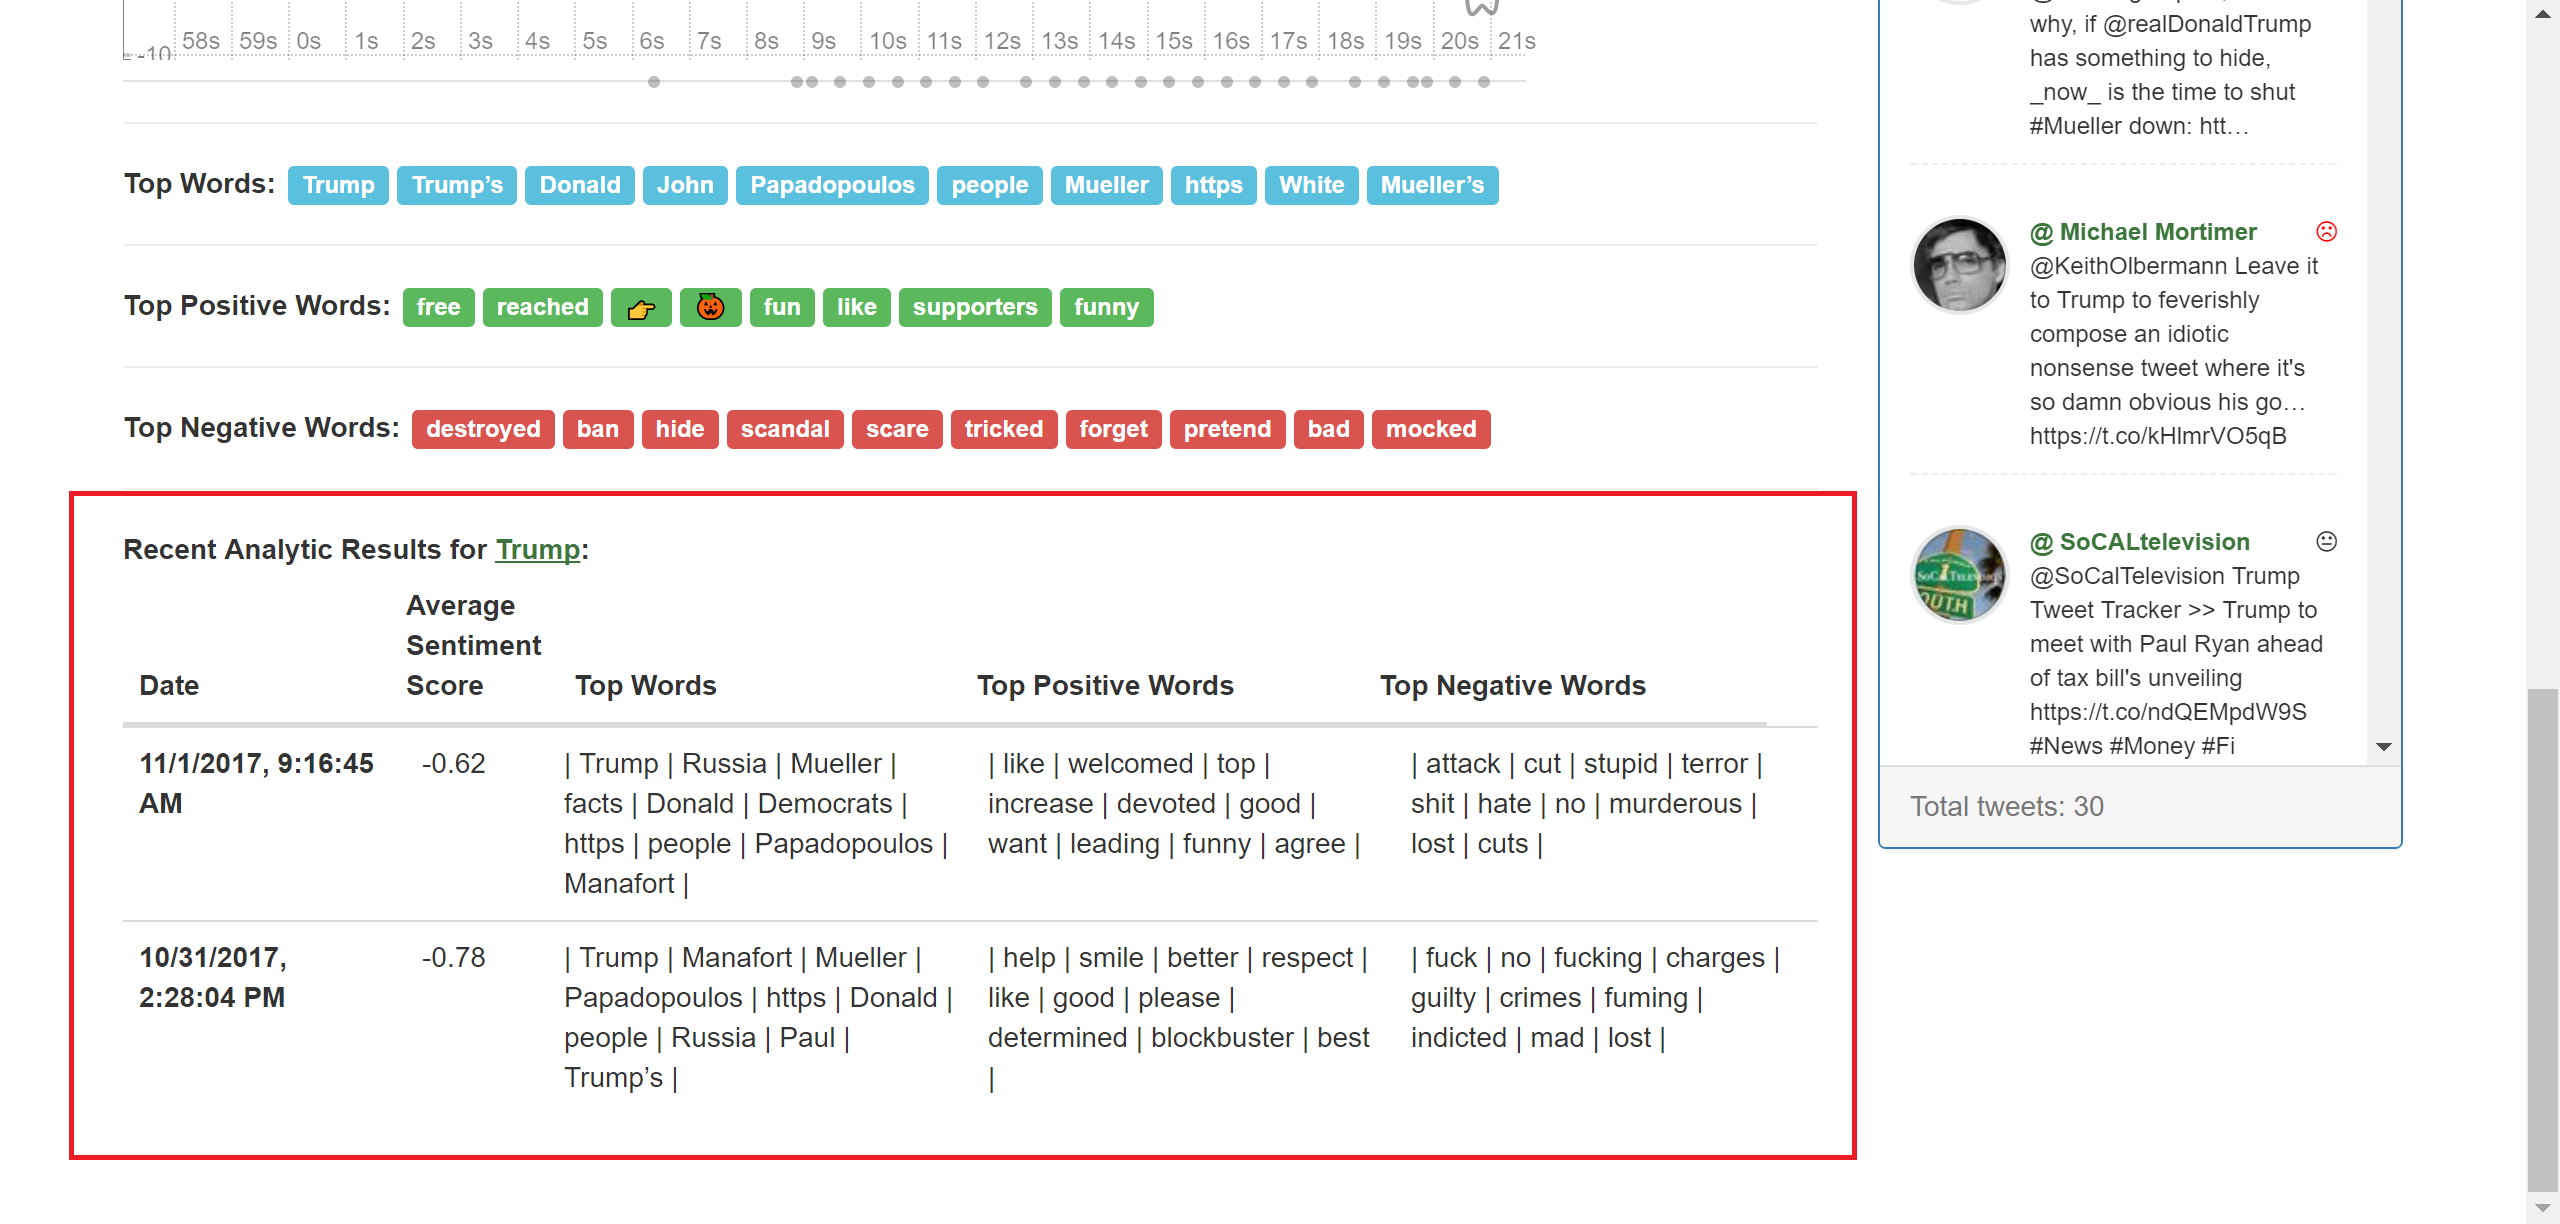 -10 58s 59s 0s 1s 2s 3s 4s 5s 6s 7s 8s 9s 10s 11s 12s 13s 14s 15s 16s 17s 18s 19s 20s 21s
Top Words: Trump Trump’s Donald John Papadopoulos people Mueller https White Mueller’s
Top Positive Words: free reached 👉 🎃 fun like supporters funny
Top Negative Words: destroyed ban hide scandal scare tricked forget pretend bad mocked
Recent Analytic Results for Trump:
Date
Average
Sentiment
Score
Top Words
Top Positive Words
Top Negative Words
11/1/2017, 9:16:45
AM
-0.62
| Trump | Russia | Mueller |
facts | Donald | Democrats |
https | people | Papadopoulos |
Manafort |
| like | welcomed | top |
increase | devoted | good |
want | leading | funny | agree |
| attack | cut | stupid | terror |
shit | hate | no | murderous |
lost | cuts |
10/31/2017,
2:28:04 PM
-0.78
| Trump | Manafort | Mueller |
Papadopoulos | https | Donald |
people | Russia | Paul |
Trump’s |
| help | smile | better | respect |
like | good | please |
determined | blockbuster | best
|
| fuck | no | fucking | charges |
guilty | crimes | fuming |
indicted | mad | lost |
why, if @realDonaldTrump
has something to hide,
_now_ is the time to shut
#Mueller down: htt…
@ Michael Mortimer
@KeithOlbermann Leave it
to Trump to feverishly
compose an idiotic
nonsense tweet where it's
so damn obvious his go…
https://t.co/kHlmrVO5qB
@ SoCALtelevision
@SoCalTelevision Trump
Tweet Tracker >> Trump to
meet with Paul Ryan ahead
of tax bill's unveiling
https://t.co/ndQEMpdW9S
#News #Money #Fi
Total tweets: 30